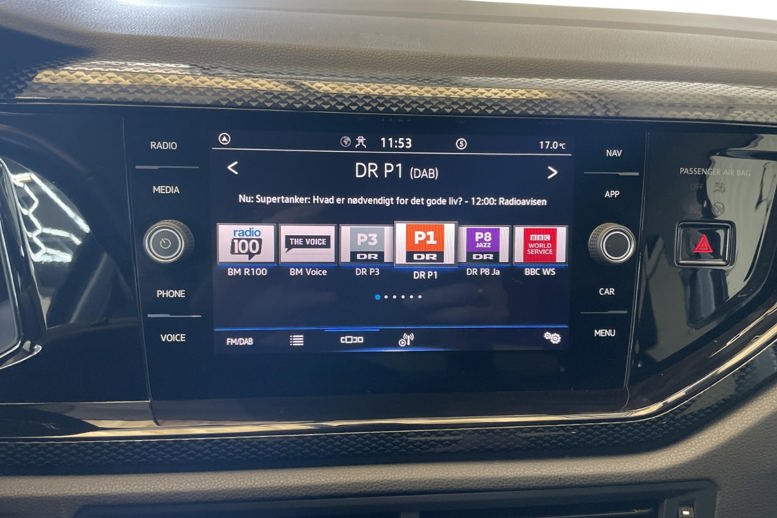 RADIO
MEDIA
PHONE
VOICE
11:53
17.0°C
DR P1 (DAB)
Nu: Supertanker: Hvad er nødvendigt for det gode liv? - 12:00: Radioavisen
radio
100
THE VOICE
P3
DR
P1
DR
P8
JAZZ
DR
BBC
WORLD
SERVICE
BM R100
BM Voice
DR P3
DR P1
DR P8 Ja
BBC WS
FM/DAB
NAV
APP
CAR
MENU
PASSENGER AIR BAG
OFF